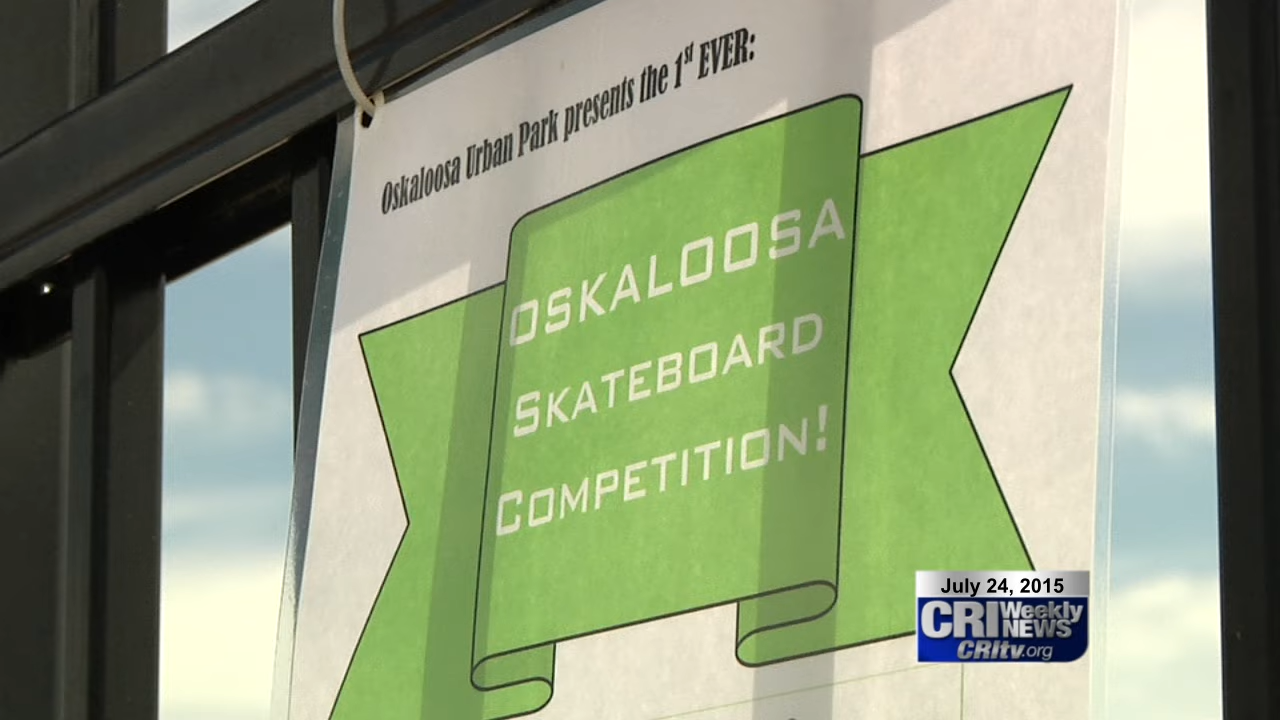 Oskaloosa Urban Park presents the 1st EVER:
OSKALOOSA
SKATEBOARD
COMPETITION!
July 24, 2015
CRI Weekly NEWS
CRItv.org